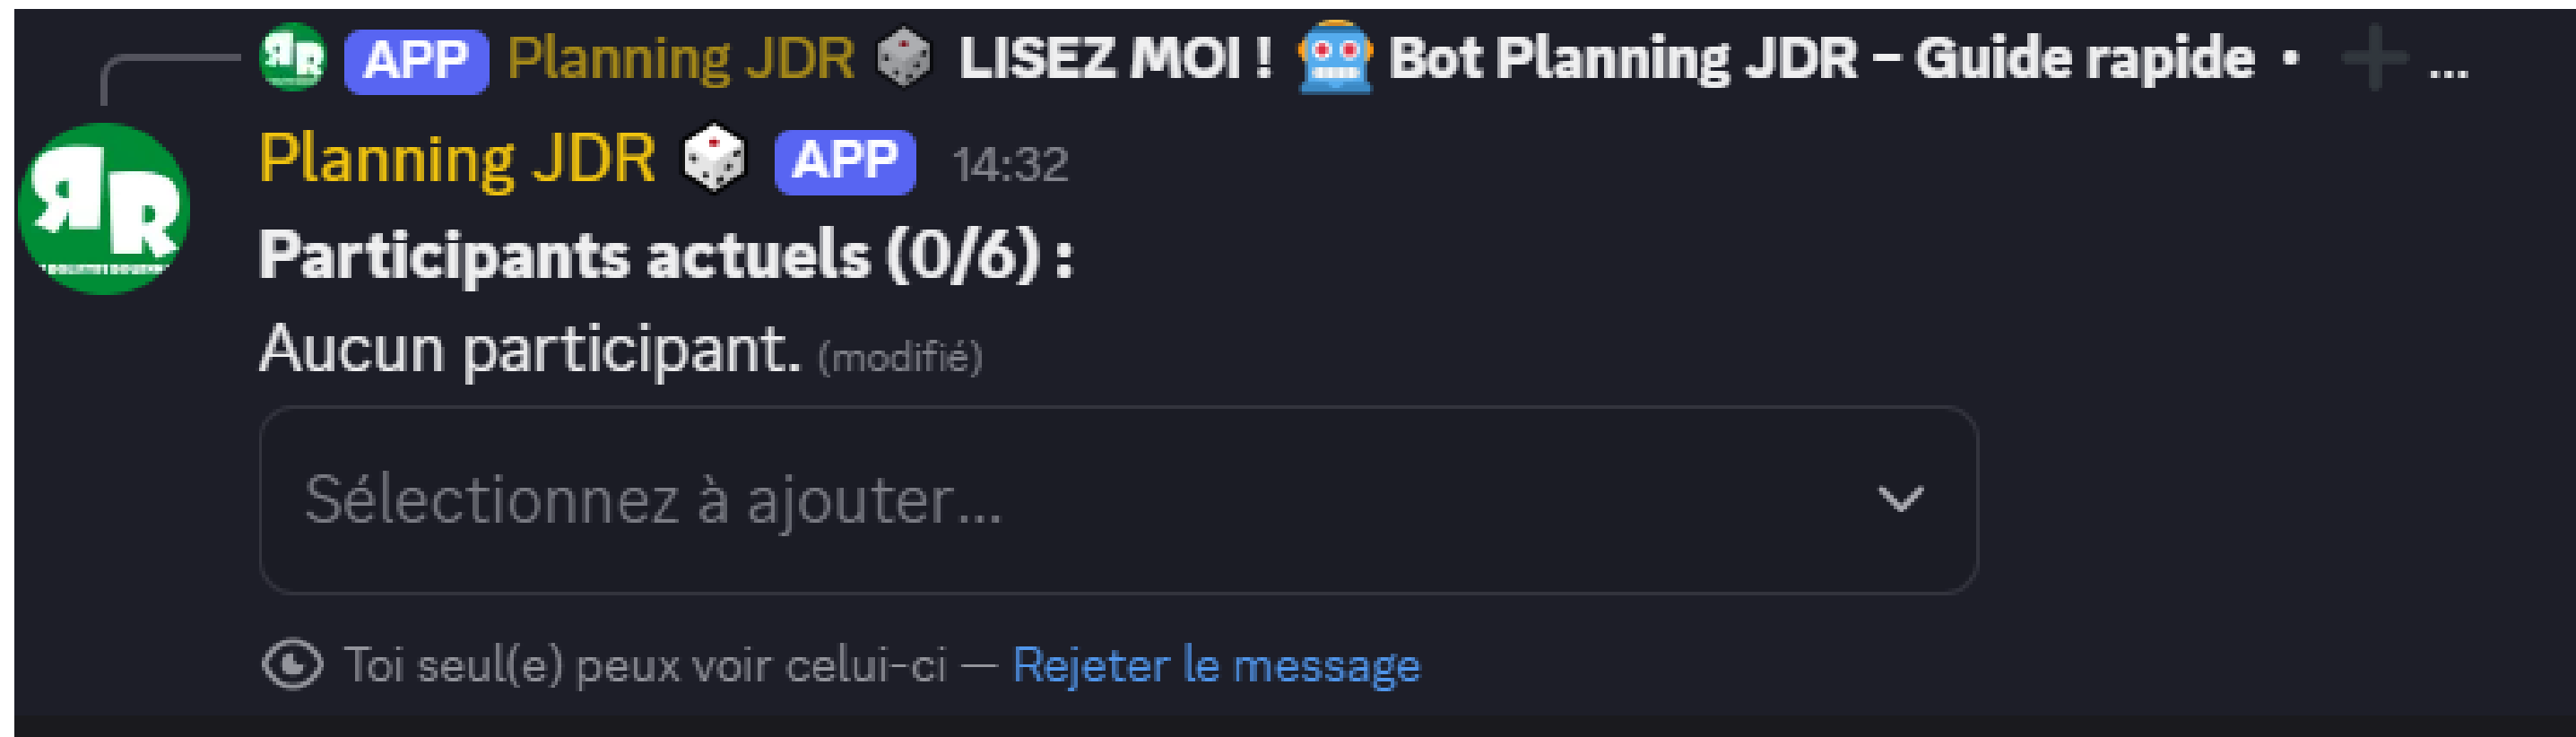 APP Planning JDR 🎲 LISEZ MOI ! 🤖 Bot Planning JDR – Guide rapide • ➕ ...
Planning JDR 🎲 APP 14:32
Participants actuels (0/6) :
Aucun participant. (modifié)
Sélectionnez à ajouter...
Toi seul(e) peux voir celui-ci — Rejeter le message